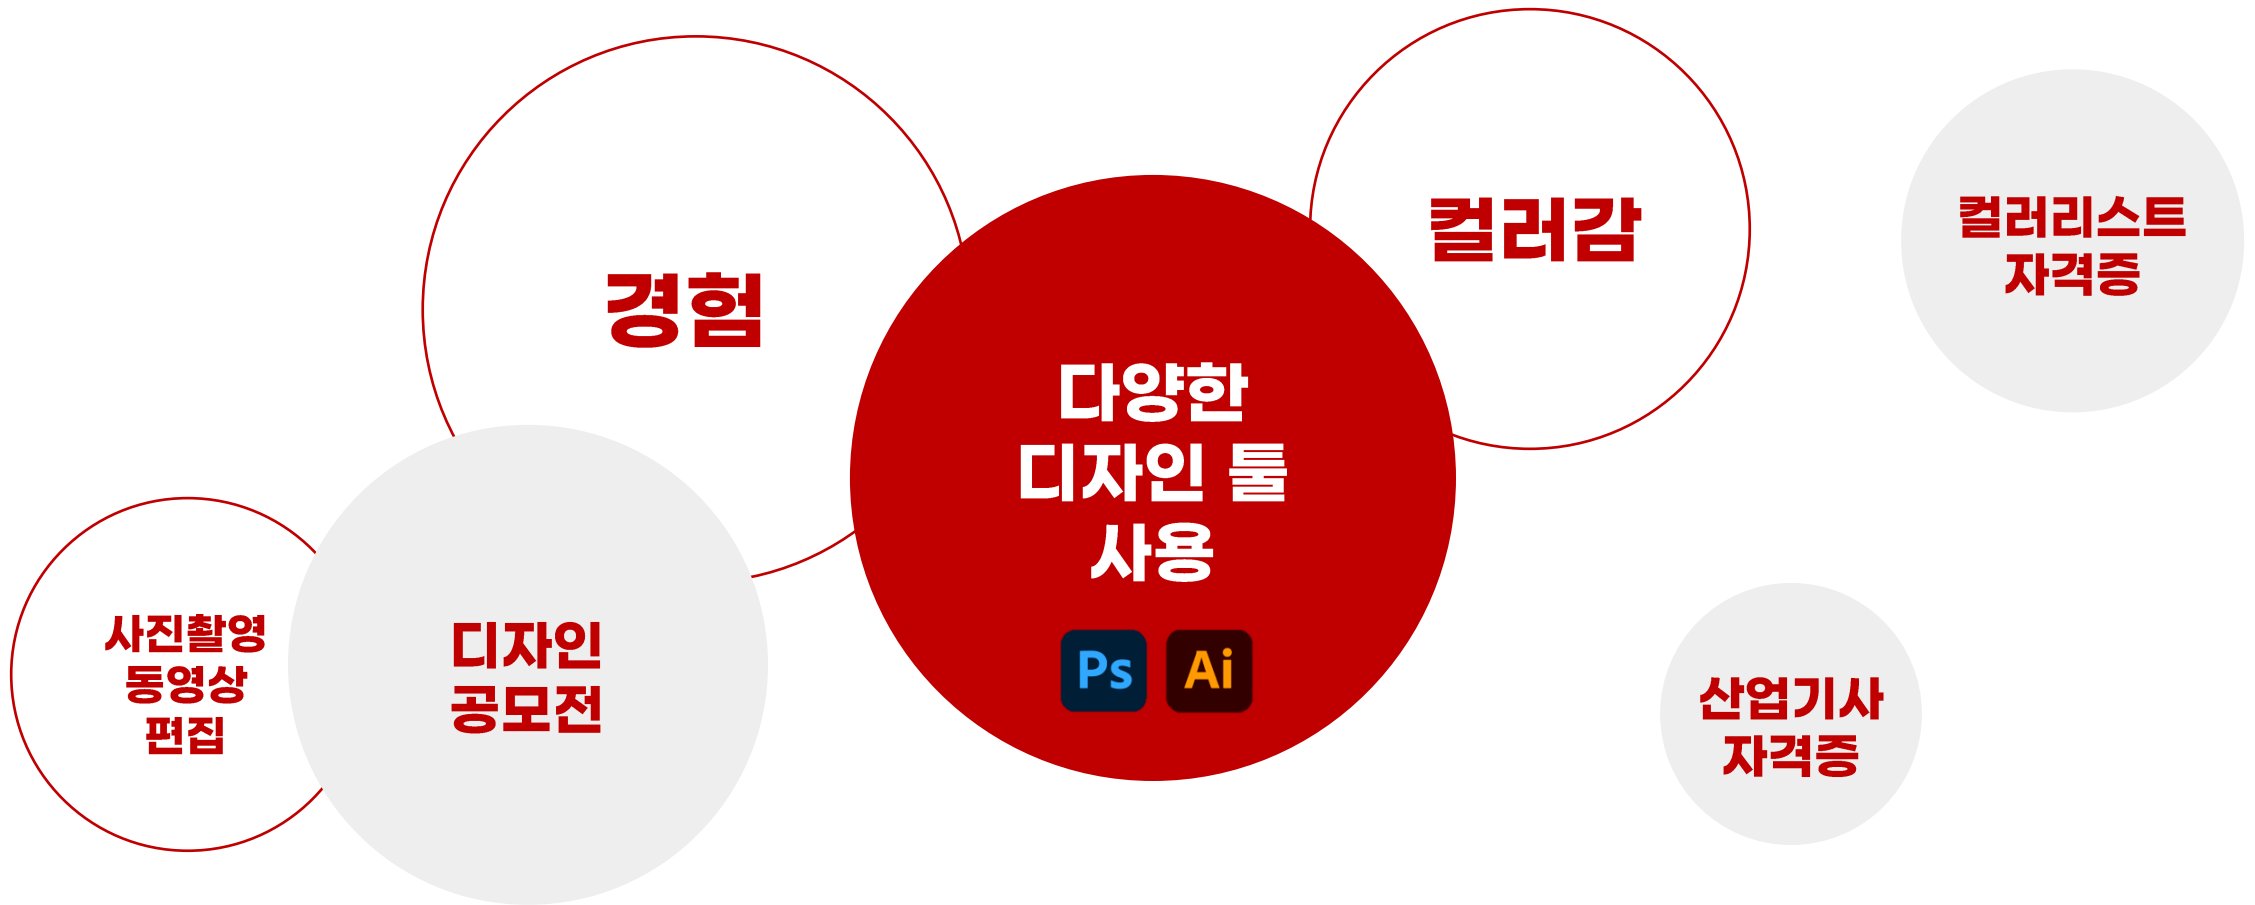 경험
컬러감
컬러리스트
자격증
다양한
디자인 툴
사용
Ps
Ai
사진촬영
동영상
편집
디자인
공모전
산업기사
자격증